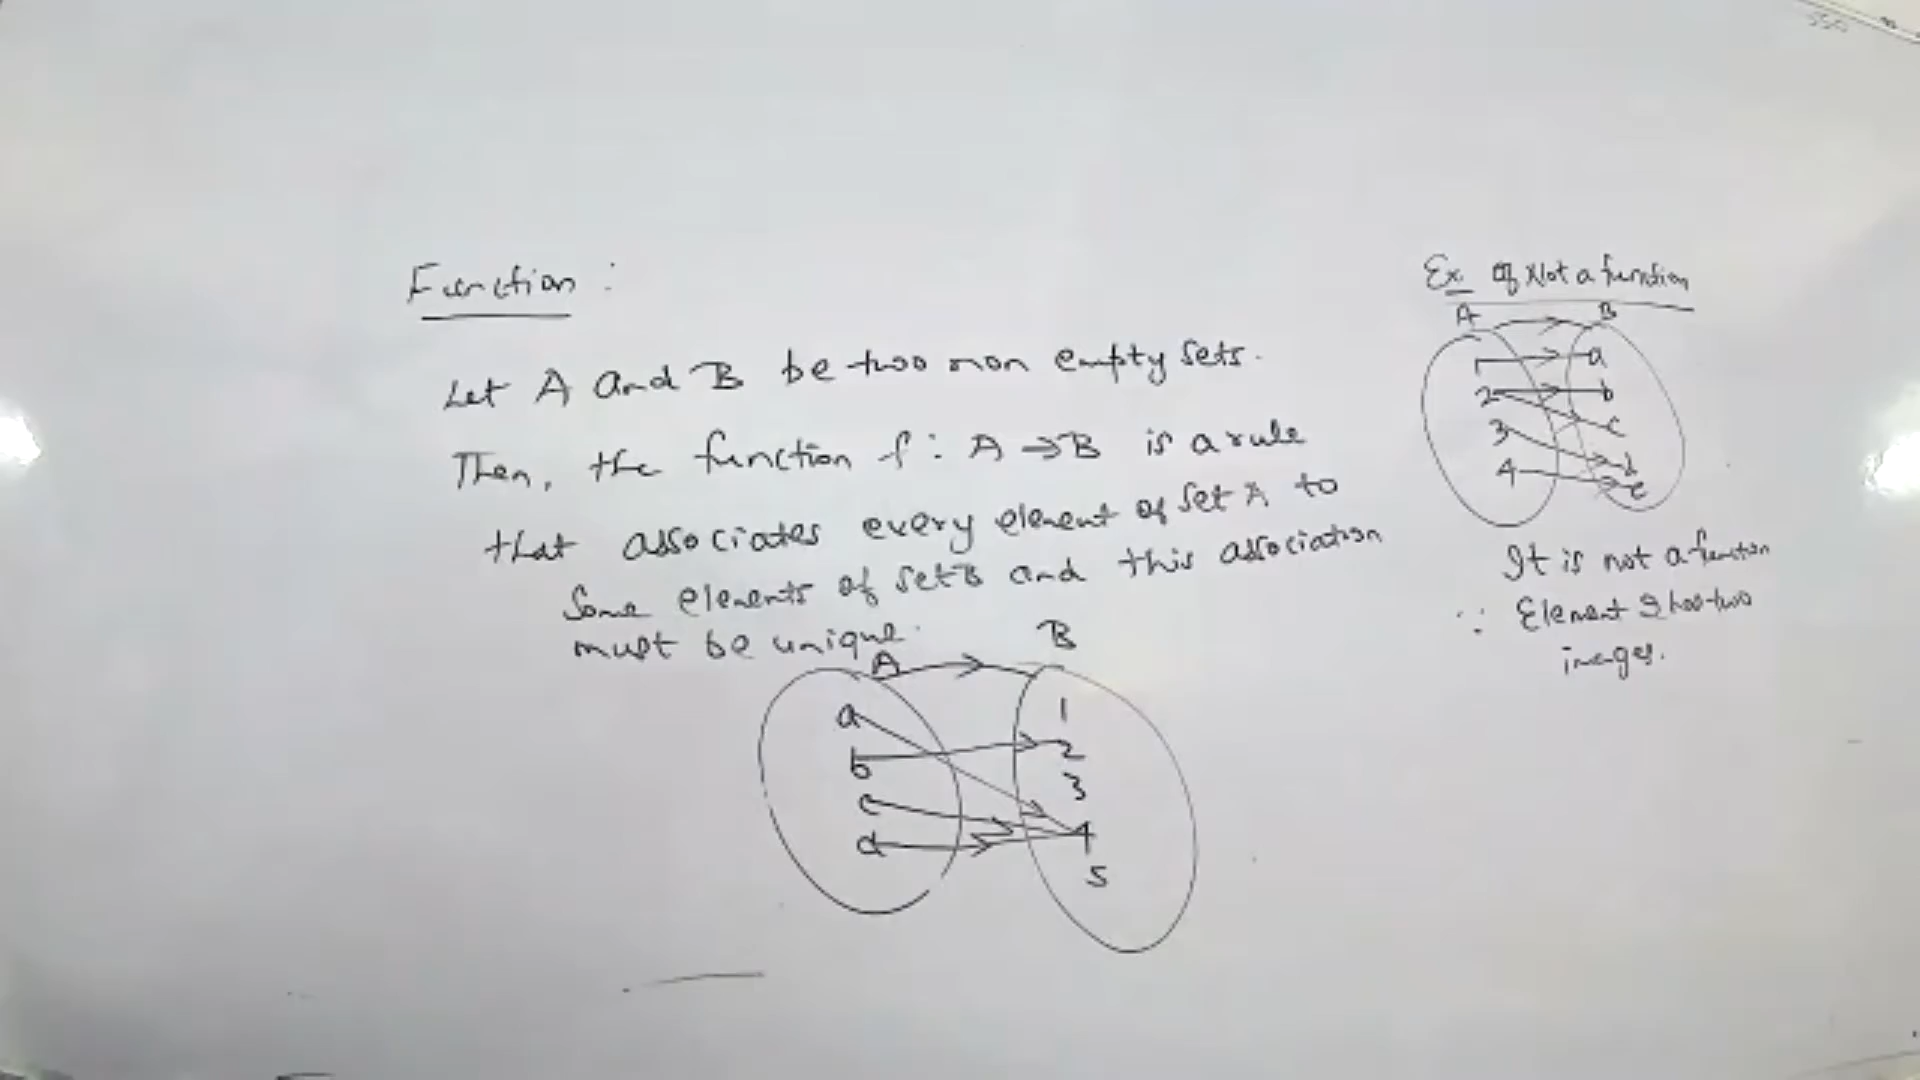 Function :
Let A and B be two non empty sets.
Then, the function f : A → B is a rule
that associates every element of set A to
Some elements of set B and this association
must be unique.
A B
a 1
b 2
c 3
d 4
5
Ex. of Not a function
A B
1 a
2 b
3 c
4 d
e
It is not a function
∵ Element 2 has two
images.